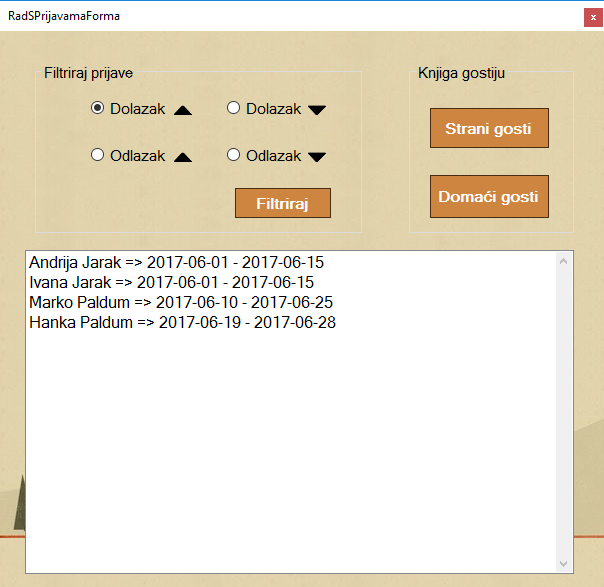 RadSPrijavamaForma
Filtriraj prijave
Dolazak
Dolazak
Odlazak
Odlazak
Filtriraj
Knjiga gostiju
Strani gosti
Domaći gosti
Andrija Jarak => 2017-06-01 - 2017-06-15
Ivana Jarak => 2017-06-01 - 2017-06-15
Marko Paldum => 2017-06-10 - 2017-06-25
Hanka Paldum => 2017-06-19 - 2017-06-28